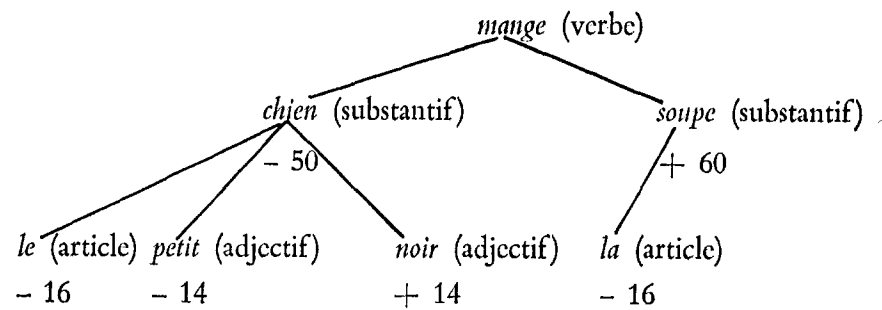 mange (verbe)
chien (substantif) soupe (substantif)
– 50 + 60
le (article) petit (adjectif) noir (adjectif) la (article)
– 16 – 14 + 14 – 16